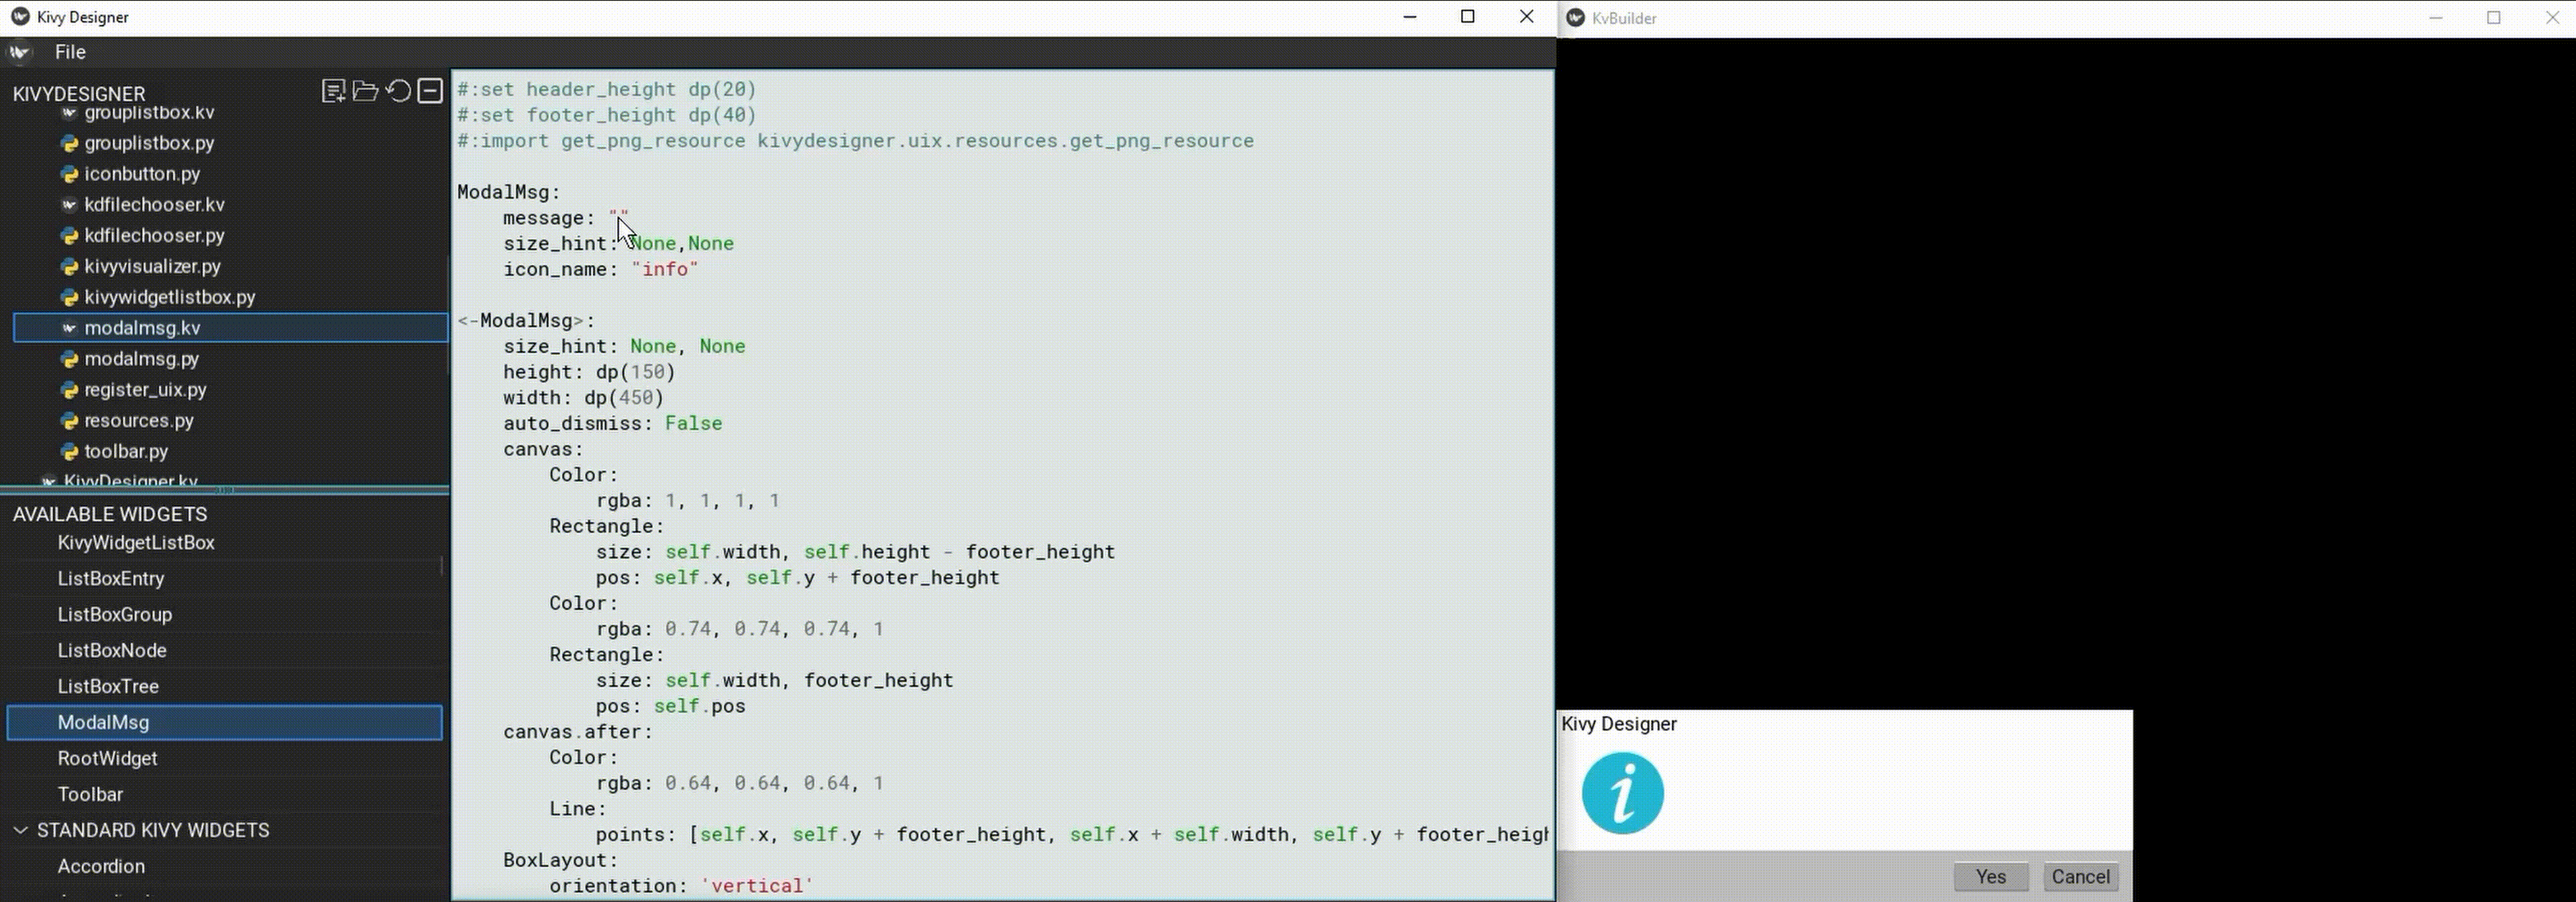 Kivy Designer
File
KIVYDESIGNER
grouplistbox.kv
grouplistbox.py
iconbutton.py
kdfilechooser.kv
kdfilechooser.py
kivyvisualizer.py
kivywidgetlistbox.py
modalmsg.kv
modalmsg.py
register_uix.py
resources.py
toolbar.py
KivyDesigner.kv
AVAILABLE WIDGETS
KivyWidgetListBox
ListBoxEntry
ListBoxGroup
ListBoxNode
ListBoxTree
ModalMsg
RootWidget
Toolbar
STANDARD KIVY WIDGETS
Accordion
#:set header_height dp(20)
#:set footer_height dp(40)
#:import get_png_resource kivydesigner.uix.resources.get_png_resource
ModalMsg:
    message: ""
    size_hint: None,None
    icon_name: "info"
<-ModalMsg>:
    size_hint: None, None
    height: dp(150)
    width: dp(450)
    auto_dismiss: False
    canvas:
        Color:
            rgba: 1, 1, 1, 1
        Rectangle:
            size: self.width, self.height - footer_height
            pos: self.x, self.y + footer_height
        Color:
            rgba: 0.74, 0.74, 0.74, 1
        Rectangle:
            size: self.width, footer_height
            pos: self.pos
    canvas.after:
        Color:
            rgba: 0.64, 0.64, 0.64, 1
        Line:
            points: [self.x, self.y + footer_height, self.x + self.width, self.y + footer_heigh
    BoxLayout:
        orientation: 'vertical'
KvBuilder
Kivy Designer
i
Yes
Cancel